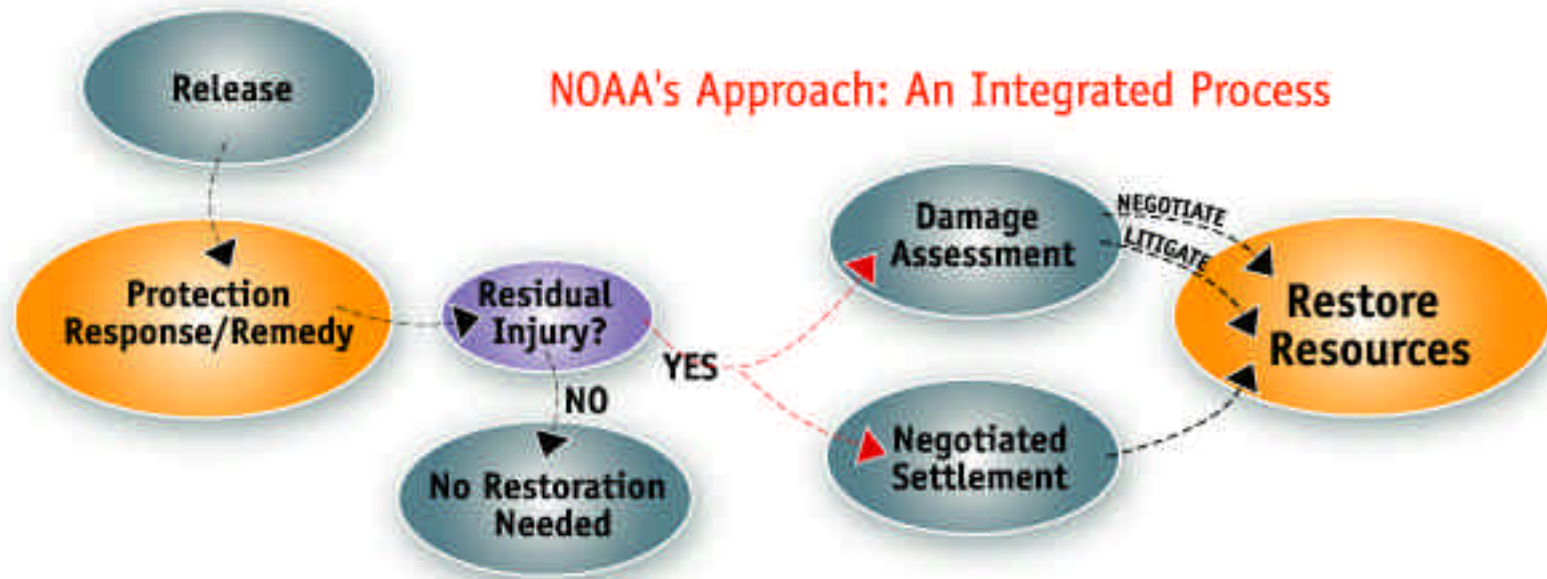 Release
NOAA's Approach: An Integrated Process
Protection
Response/Remedy
Residual
Injury?
NO
No Restoration
Needed
YES
Damage
Assessment
NEGOTIATE
LITIGATE
Negotiated
Settlement
Restore
Resources